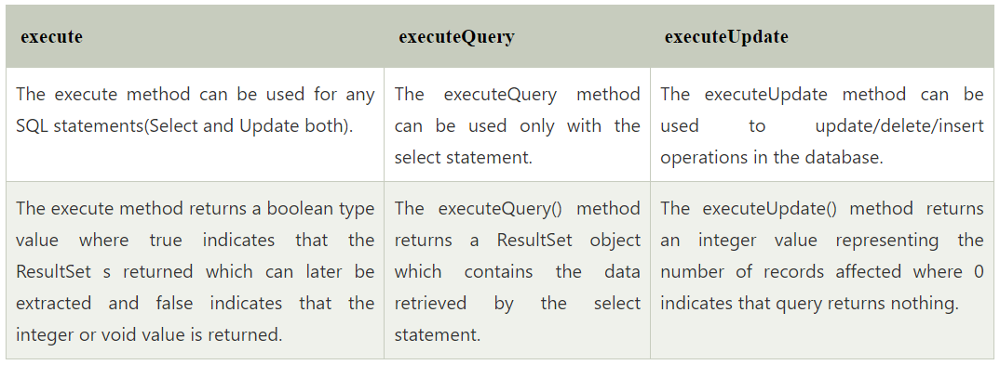 execute
executeQuery
executeUpdate
The execute method can be used for any
SQL statements(Select and Update both).
The executeQuery method
can be used only with the
select statement.
The executeUpdate method can be
used to update/delete/insert
operations in the database.
The execute method returns a boolean type
value where true indicates that the
ResultSet s returned which can later be
extracted and false indicates that the
integer or void value is returned.
The executeQuery() method
returns a ResultSet object
which contains the data
retrieved by the select
statement.
The executeUpdate() method returns
an integer value representing the
number of records affected where 0
indicates that query returns nothing.